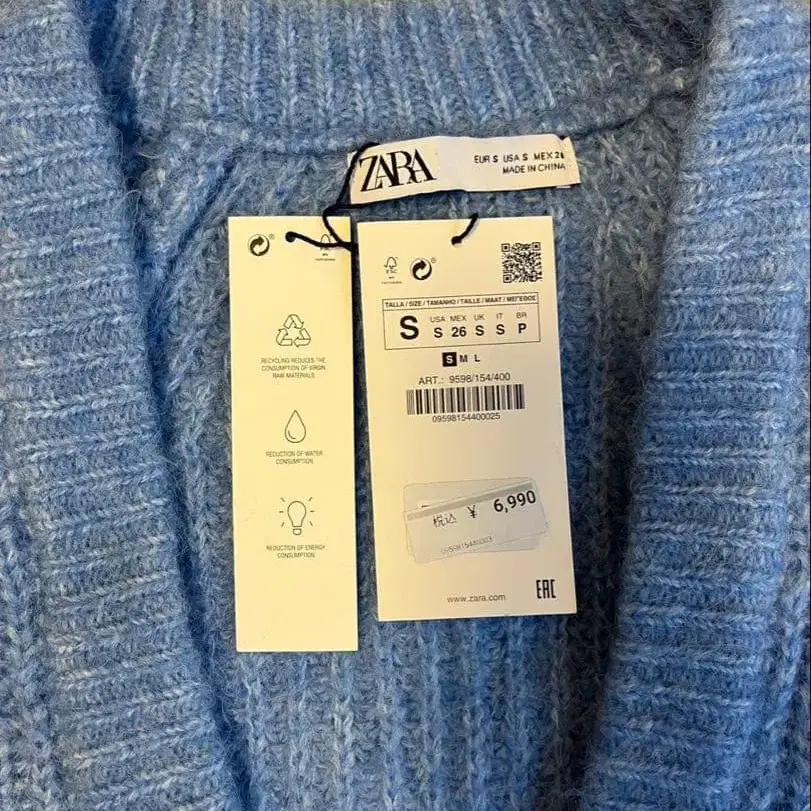 ZARA
EUR S USA S MEX 26
MADE IN CHINA
RECYCLING REDUCES THE
CONSUMPTION OF VIRGIN
RAW MATERIALS
REDUCTION OF WATER
CONSUMPTION
REDUCTION OF ENERGY
CONSUMPTION
FSC
TALLA / SIZE / TAMANHO / TAILLE / MAAT / ΜΕΓΕΘΟΣ
USA MEX UK IT BR
S S 26 S S P
S M L
ART.: 9598/154/400
09598154400025
税込 ¥ 6,990
www.zara.com
EAC